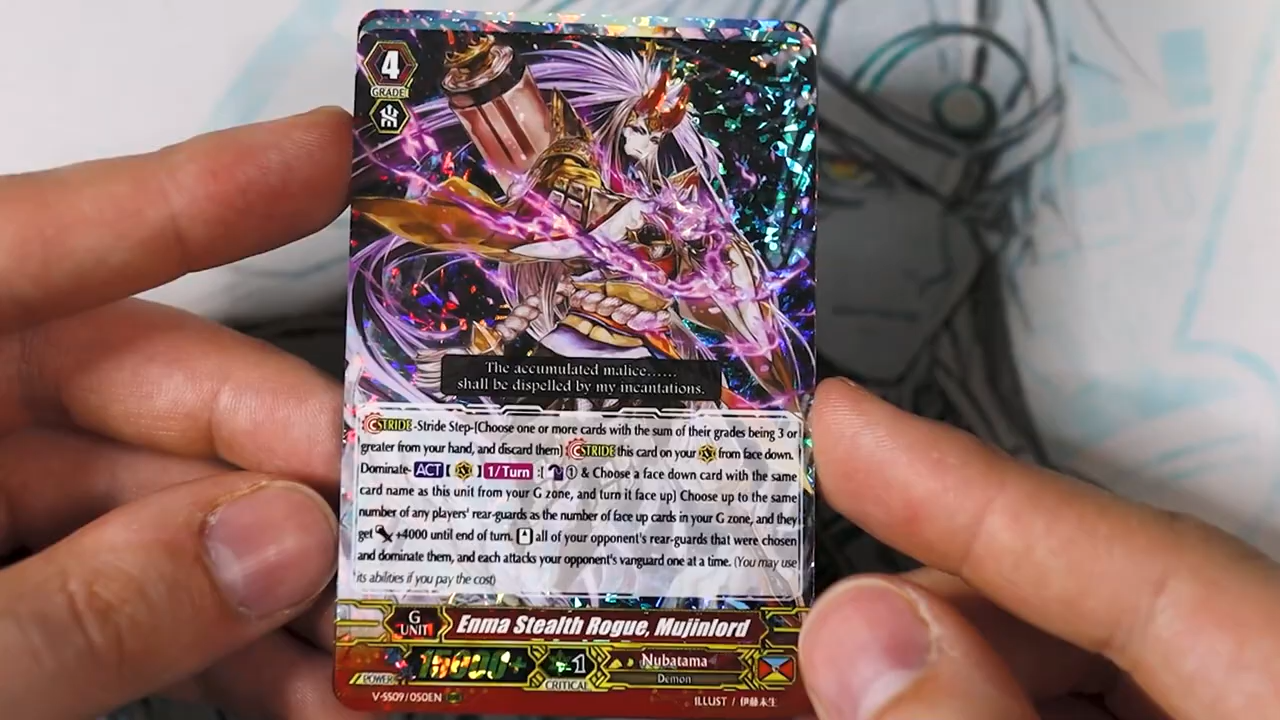 4
GRADE
The accumulated malice......
shall be dispelled by my incantations.
STRIDE -Stride Step-[Choose one or more cards with the sum of their grades being 3 or
greater from your hand, and discard them] STRIDE this card on your from face down.
Dominate- ACT【 】1/Turn :[ ① & Choose a face down card with the same
card name as this unit from your G zone, and turn it face up] Choose up to the same
number of any players' rear-guards as the number of face up cards in your G zone, and they
get +4000 until end of turn. all of your opponent's rear-guards that were chosen
and dominate them, and each attacks your opponent's vanguard one at a time. (You may use
its abilities if you pay the cost)
G
UNIT
Enma Stealth Rogue, Mujinlord
POWER
15000+
1
CRITICAL
Nubatama
Demon
V-SS09/050EN
ILLUST / 伊藤未生